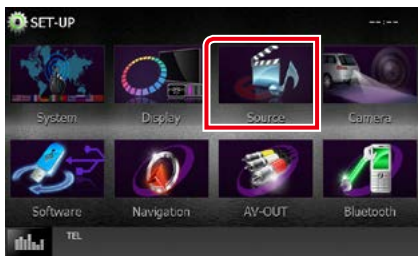 SET-UP
--:--
System Display Source Camera
Software Navigation AV-OUT Bluetooth
TEL